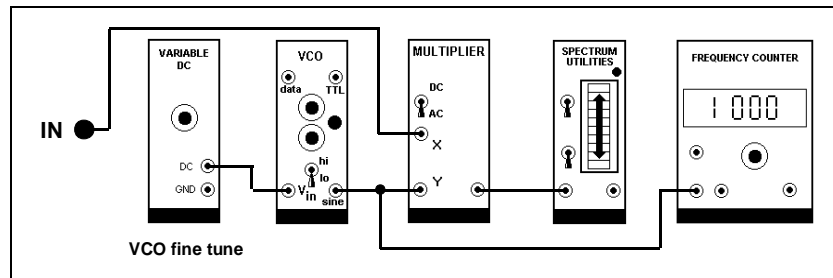 VARIABLE
DC
DC
GND
VCO
data
TTL
hi
lo
Vin
sine
MULTIPLIER
DC
AC
X
Y
SPECTRUM
UTILITIES
FREQUENCY COUNTER
1 000
IN
VCO fine tune